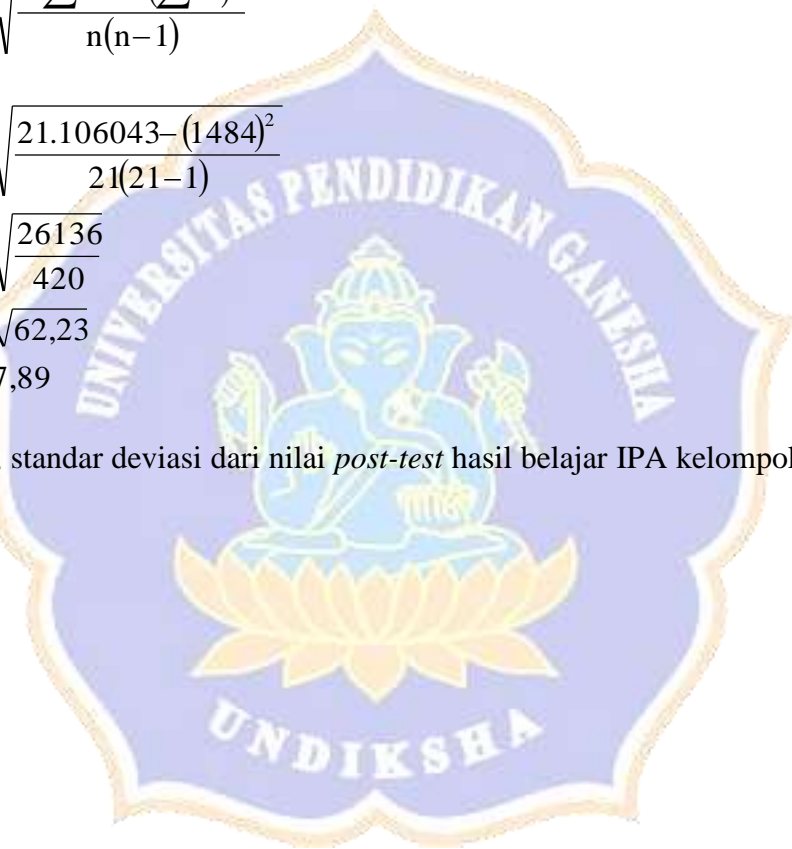 n(n−1)
√ 21.106043−(1484)²
21(21−1)
√ 26136
420
√62,23
7,89
standar deviasi dari nilai post-test hasil belajar IPA
UNIVERSITAS PENDIDIKAN GANESHA
UNDIKSHA